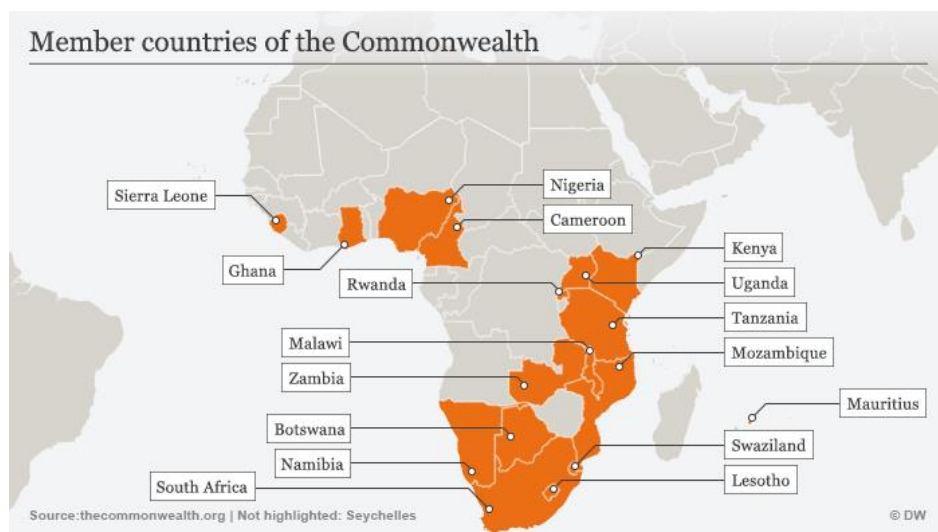 Member countries of the Commonwealth
Nigeria
Sierra Leone
Cameroon
Kenya
Ghana
Rwanda
Uganda
Tanzania
Malawi
Mozambique
Zambia
Mauritius
Botswana
Swaziland
Namibia
Lesotho
South Africa
Source:thecommonwealth.org | Not highlighted: Seychelles
© DW